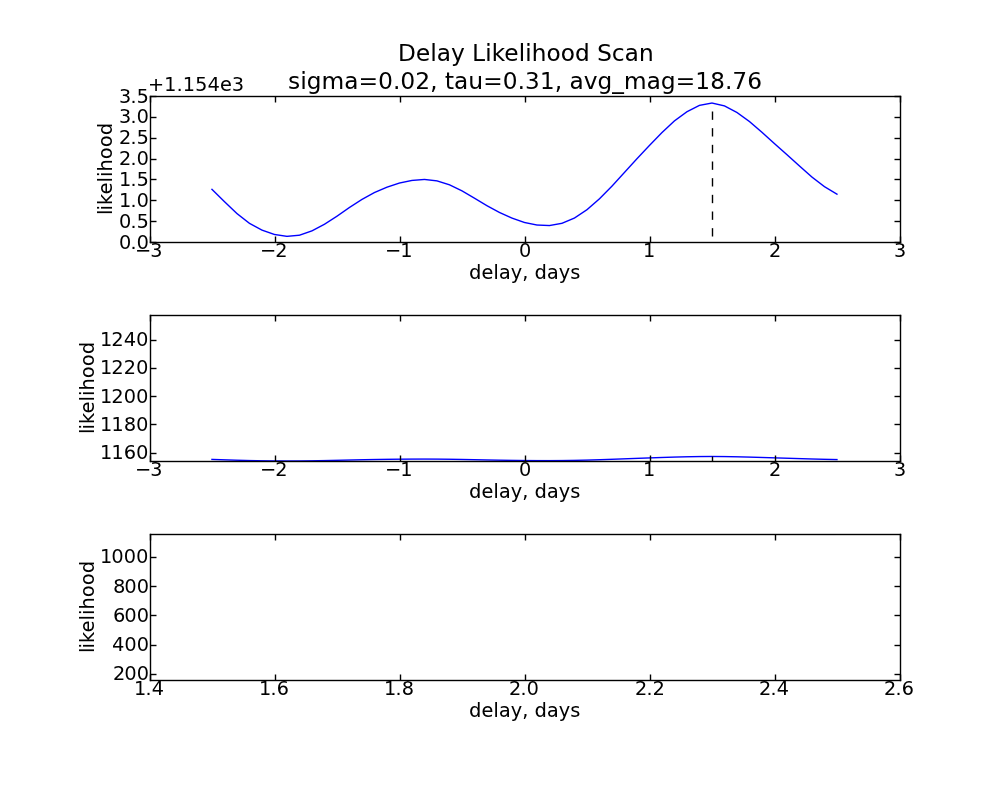 Delay Likelihood Scan
sigma=0.02, tau=0.31, avg_mag=18.76
+1.154e3
3.5
3.0
2.5
2.0
1.5
1.0
0.5
0.0
likelihood
−3 −2 −1 0 1 2 3
delay, days
1240
1220
1200
1180
1160
likelihood
−3 −2 −1 0 1 2 3
delay, days
1000
800
600
400
200
likelihood
1.4 1.6 1.8 2.0 2.2 2.4 2.6
delay, days